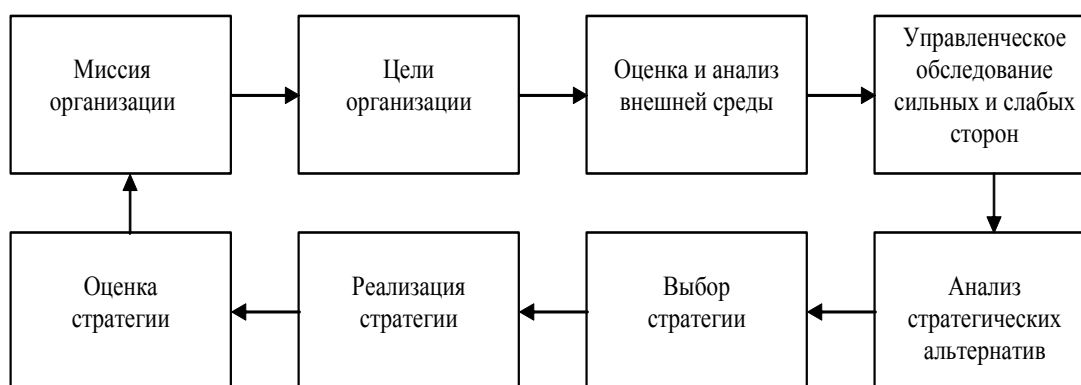 Миссия
организации
Цели
организации
Оценка и анализ
внешней среды
Управленческое
обследование
сильных и слабых
сторон
Оценка
стратегии
Реализация
стратегии
Выбор
стратегии
Анализ
стратегических
альтернатив